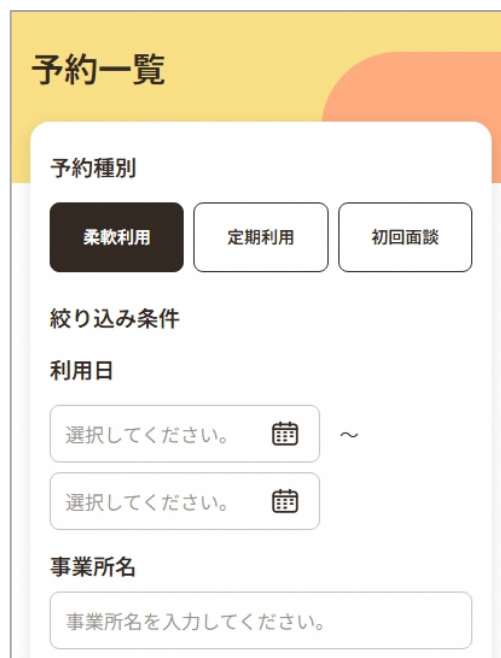 予約一覧
予約種別
柔軟利用 定期利用 初回面談
絞り込み条件
利用日
選択してください。 ～
選択してください。
事業所名
事業所名を入力してください。